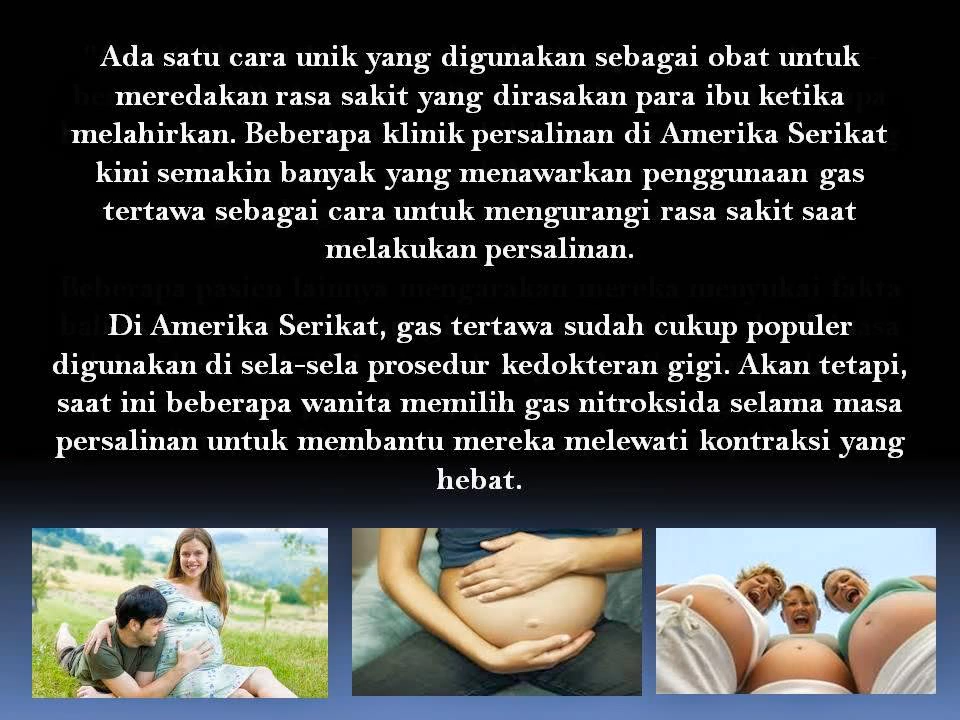 Ada satu cara unik yang digunakan sebagai obat untuk
meredakan rasa sakit yang dirasakan para ibu ketika
melahirkan. Beberapa klinik persalinan di Amerika Serikat
kini semakin banyak yang menawarkan penggunaan gas
tertawa sebagai cara untuk mengurangi rasa sakit saat
melakukan persalinan.
Di Amerika Serikat, gas tertawa sudah cukup populer
digunakan di sela-sela prosedur kedokteran gigi. Akan tetapi,
saat ini beberapa wanita memilih gas nitroksida selama masa
persalinan untuk membantu mereka melewati kontraksi yang
hebat.